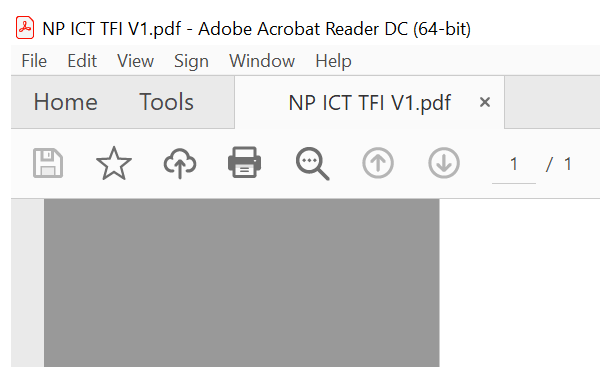 NP ICT TFI V1.pdf - Adobe Acrobat Reader DC (64-bit)
File Edit View Sign Window Help
Home Tools NP ICT TFI V1.pdf ×
1 / 1